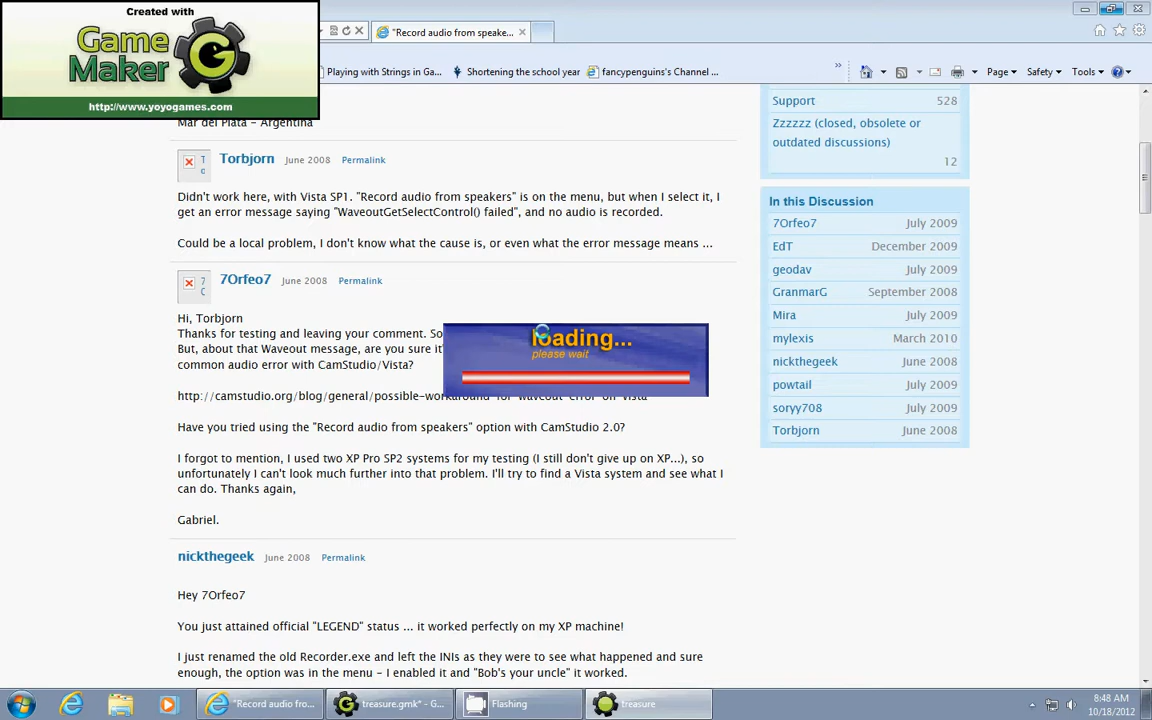 Created with
Game
Maker
http://www.yoyogames.com
"Record audio from speake...
Playing with Strings in Ga...
Shortening the school year
fancypenguins's Channel ...
»
Page
Safety
Tools
Mar del Plata - Argentina
Torbjorn June 2008 Permalink
Didn't work here, with Vista SP1. "Record audio from speakers" is on the menu, but when I select it, I
get an error message saying "WaveoutGetSelectControl() failed", and no audio is recorded.
Could be a local problem, I don't know what the cause is, or even what the error message means ...
7Orfeo7 June 2008 Permalink
Hi, Torbjorn
Thanks for testing and leaving your comment. So
But, about that Waveout message, are you sure it
common audio error with CamStudio/Vista?
http://camstudio.org/blog/general/possible-workaround-for-waveout-error-on-vista
Have you tried using the "Record audio from speakers" option with CamStudio 2.0?
I forgot to mention, I used two XP Pro SP2 systems for my testing (I still don't give up on XP...), so
unfortunately I can't look much further into that problem. I'll try to find a Vista system and see what I
can do. Thanks again,
Gabriel.
nickthegeek June 2008 Permalink
Hey 7Orfeo7
You just attained official "LEGEND" status ... it worked perfectly on my XP machine!
I just renamed the old Recorder.exe and left the INIs as they were to see what happened and sure
enough, the option was in the menu - I enabled it and "Bob's your uncle" it worked.
loading...
please wait
Support 528
Zzzzzz (closed, obsolete or
outdated discussions)
12
In this Discussion
7Orfeo7 July 2009
EdT December 2009
geodav July 2009
GranmarG September 2008
Mira July 2009
mylexis March 2010
nickthegeek June 2008
powtail July 2009
soryy708 July 2009
Torbjorn June 2008
"Record audio fro...
treasure.gmk* - G...
Flashing
treasure
8:48 AM
10/18/2012